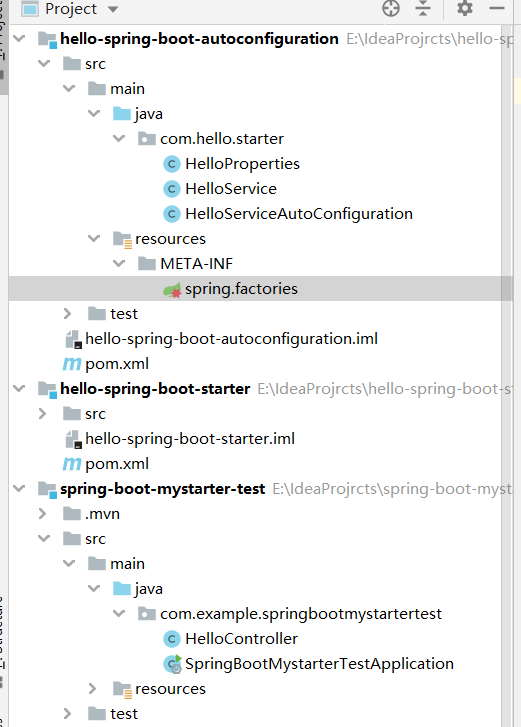 Project
hello-spring-boot-autoconfiguration E:\IdeaProjrcts\hello-sp
src
main
java
com.hello.starter
HelloProperties
HelloService
HelloServiceAutoConfiguration
resources
META-INF
spring.factories
test
hello-spring-boot-autoconfiguration.iml
pom.xml
hello-spring-boot-starter E:\IdeaProjrcts\hello-spring-boot-s
src
hello-spring-boot-starter.iml
pom.xml
spring-boot-mystarter-test E:\IdeaProjrcts\spring-boot-myst
.mvn
src
main
java
com.example.springbootmystartertest
HelloController
SpringBootMystarterTestApplication
resources
test